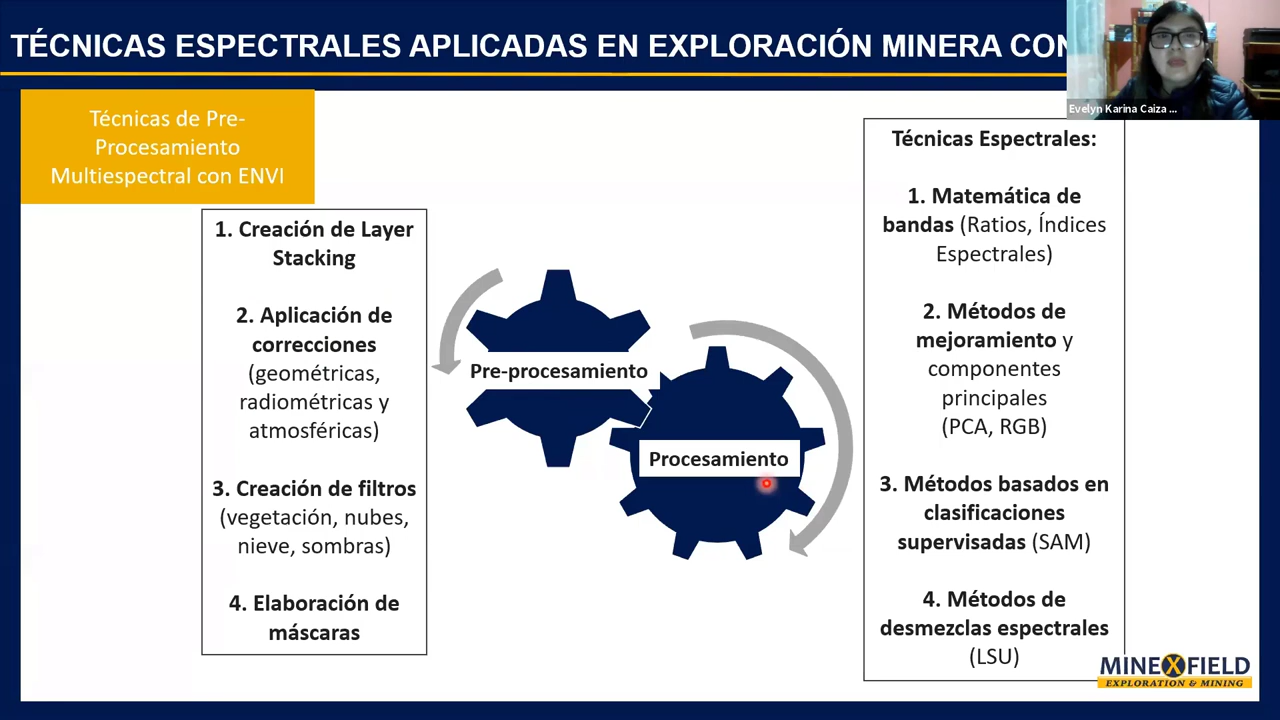 TÉCNICAS ESPECTRALES APLICADAS EN EXPLORACIÓN MINERA CON
Evelyn Karina Caiza ...
Técnicas de Pre-
Procesamiento
Multiespectral con ENVI
1. Creación de Layer
Stacking
2. Aplicación de
correcciones
(geométricas,
radiométricas y
atmosféricas)
3. Creación de filtros
(vegetación, nubes,
nieve, sombras)
4. Elaboración de
máscaras
Pre-procesamiento
Procesamiento
Técnicas Espectrales:
1. Matemática de
bandas (Ratios, Índices
Espectrales)
2. Métodos de
mejoramiento y
componentes
principales
(PCA, RGB)
3. Métodos basados en
clasificaciones
supervisadas (SAM)
4. Métodos de
desmezclas espectrales
(LSU)
MINEXFIELD
EXPLORATION & MINING